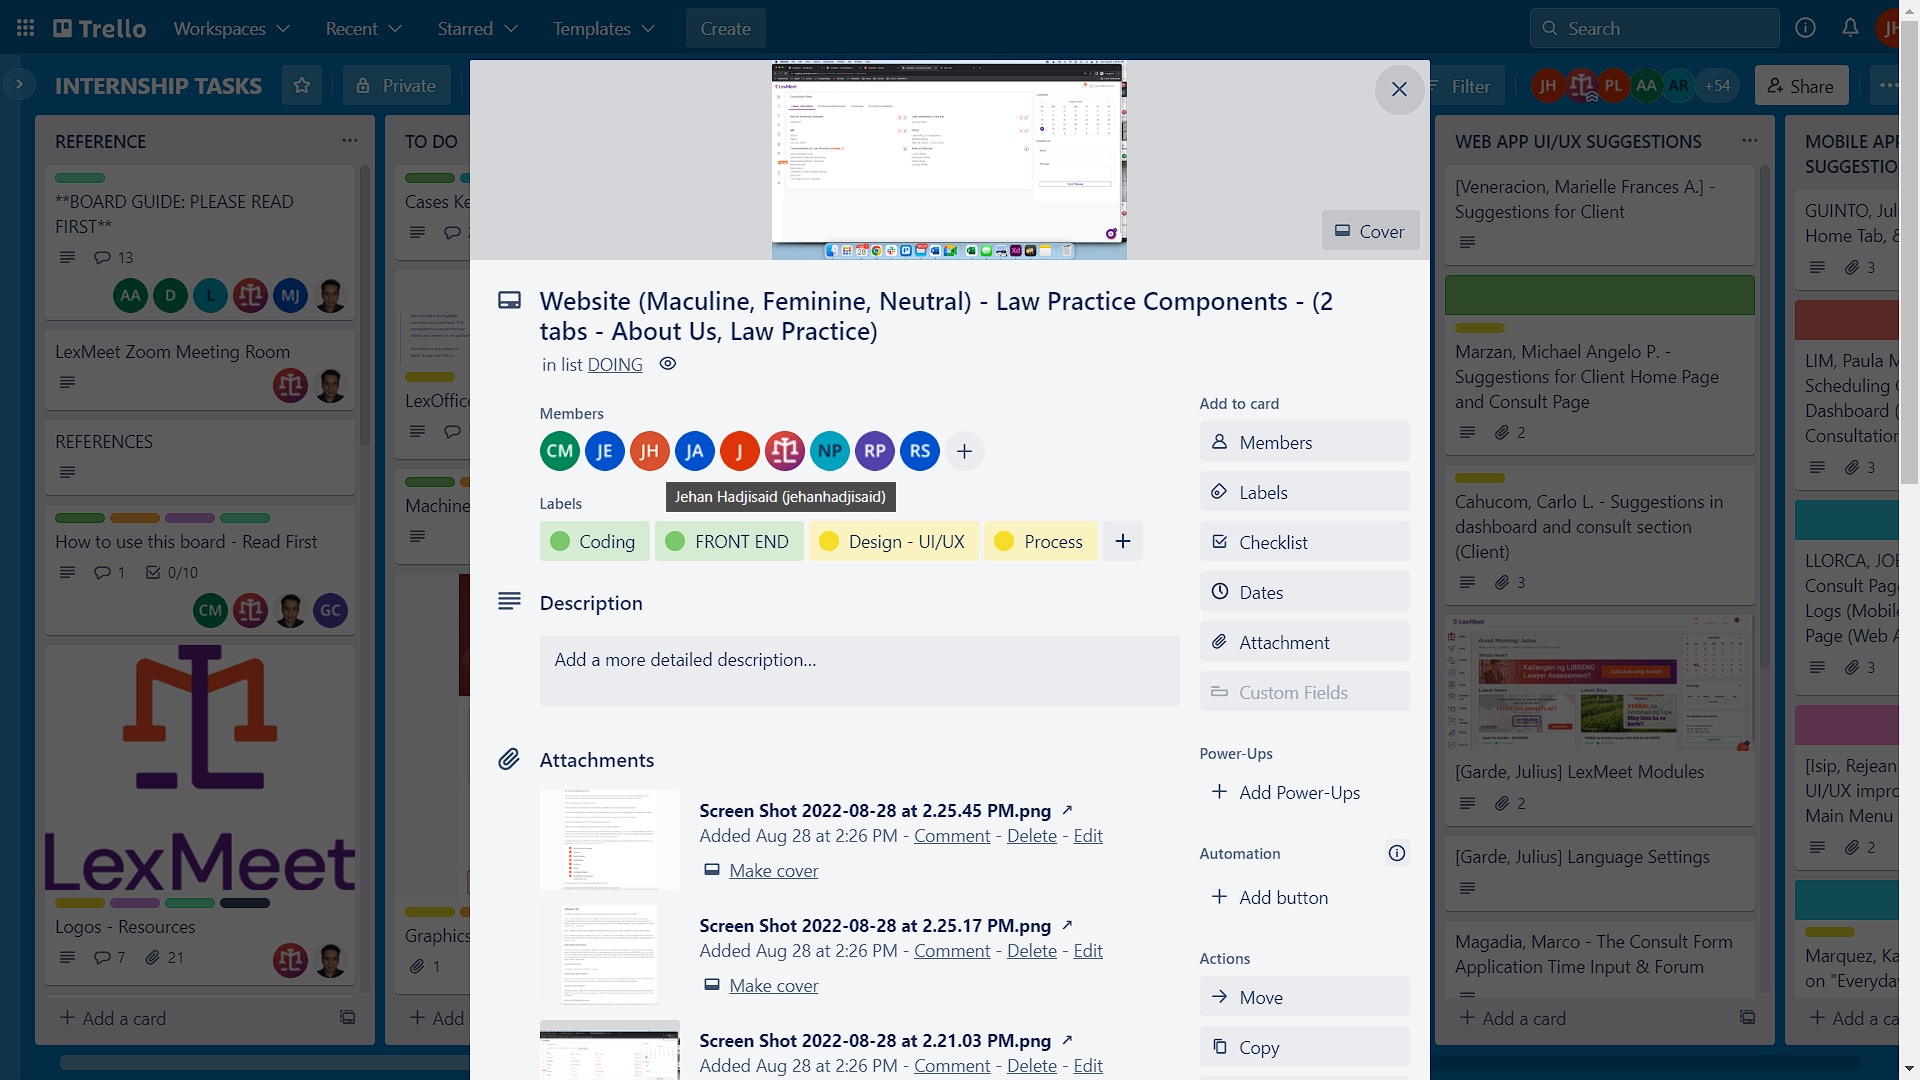 Trello
Workspaces
Recent
Starred
Templates
Create
Search
JH
INTERNSHIP TASKS
Private
Filter
JH
PL
AA
AR
+54
Share
REFERENCE
**BOARD GUIDE: PLEASE READ
FIRST**
13
AA
D
L
MJ
LexMeet Zoom Meeting Room
REFERENCES
How to use this board - Read First
1
0/10
CM
GC
LexMeet
Logos - Resources
7
21
Add a card
TO DO
Cases Ke
LexOffice
Machine
Graphics
1
Add
LexMeet
Cover
Website (Maculine, Feminine, Neutral) - Law Practice Components - (2
tabs - About Us, Law Practice)
in list DOING
Members
CM
JE
JH
JA
J
NP
RP
RS
Jehan Hadjisaid (jehanhadjisaid)
Labels
Coding
FRONT END
Design - UI/UX
Process
Description
Add a more detailed description...
Attachments
Screen Shot 2022-08-28 at 2.25.45 PM.png
Added Aug 28 at 2:26 PM - Comment - Delete - Edit
Make cover
Screen Shot 2022-08-28 at 2.25.17 PM.png
Added Aug 28 at 2:26 PM - Comment - Delete - Edit
Make cover
Screen Shot 2022-08-28 at 2.21.03 PM.png
Added Aug 28 at 2:26 PM - Comment - Delete - Edit
Add to card
Members
Labels
Checklist
Dates
Attachment
Custom Fields
Power-Ups
Add Power-Ups
Automation
Add button
Actions
Move
Copy
WEB APP UI/UX SUGGESTIONS
[Veneracion, Marielle Frances A.] -
Suggestions for Client
Marzan, Michael Angelo P. -
Suggestions for Client Home Page
and Consult Page
2
Cahucom, Carlo L. - Suggestions in
dashboard and consult section
(Client)
3
LexMeet
Good Morning! Julius
Kailangan ng LIBRENG
Lawyer Assessment?
[Garde, Julius] LexMeet Modules
2
[Garde, Julius] Language Settings
Magadia, Marco - The Consult Form
Application Time Input & Forum
Add a card
MOBILE APP
SUGGESTIO
GUINTO, Jul
Home Tab, &
3
LIM, Paula M
Scheduling C
Dashboard (
Consultation
3
LLORCA, JOE
Consult Pag
Logs (Mobil
Page (Web A
3
[Isip, Rejean
UI/UX impro
Main Menu
2
Marquez, Ka
on "Everyday
Add a ca